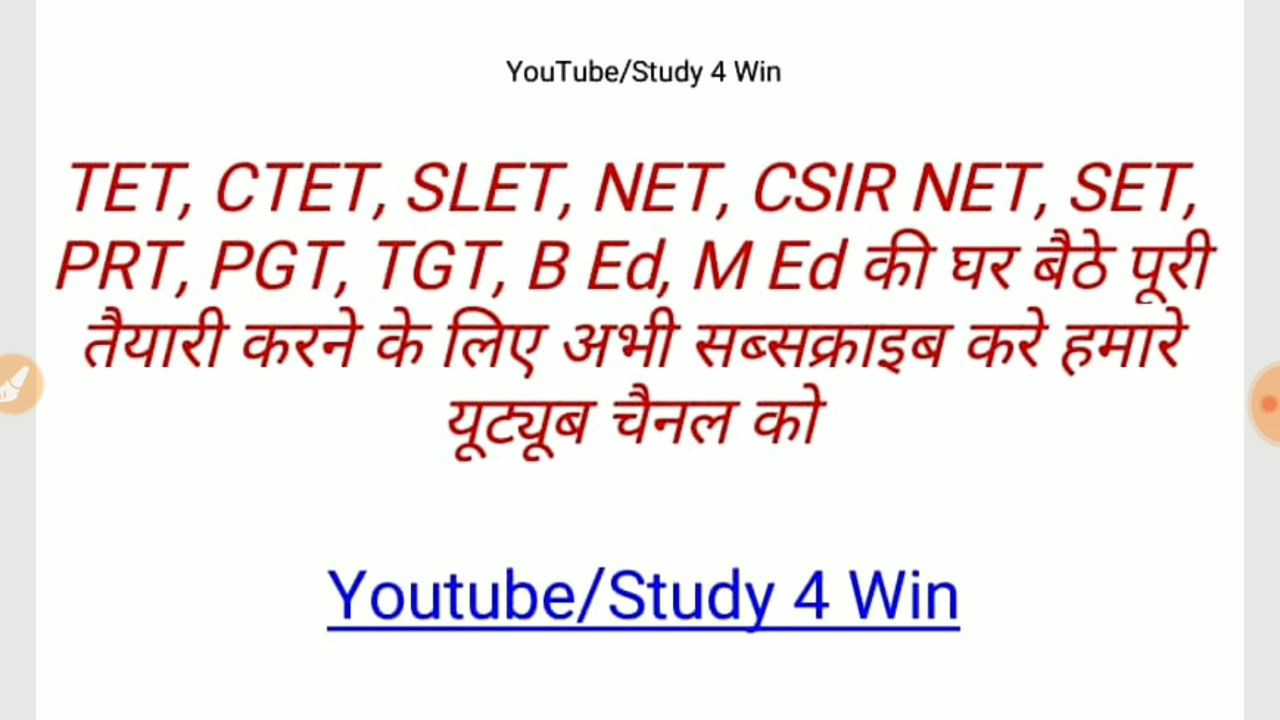 YouTube/Study 4 Win
TET, CTET, SLET, NET, CSIR NET, SET,
PRT, PGT, TGT, B Ed, M Ed की घर बैठे पूरी
तैयारी करने के लिए अभी सब्सक्राइब करे हमारे
यूट्यूब चैनल को
Youtube/Study 4 Win